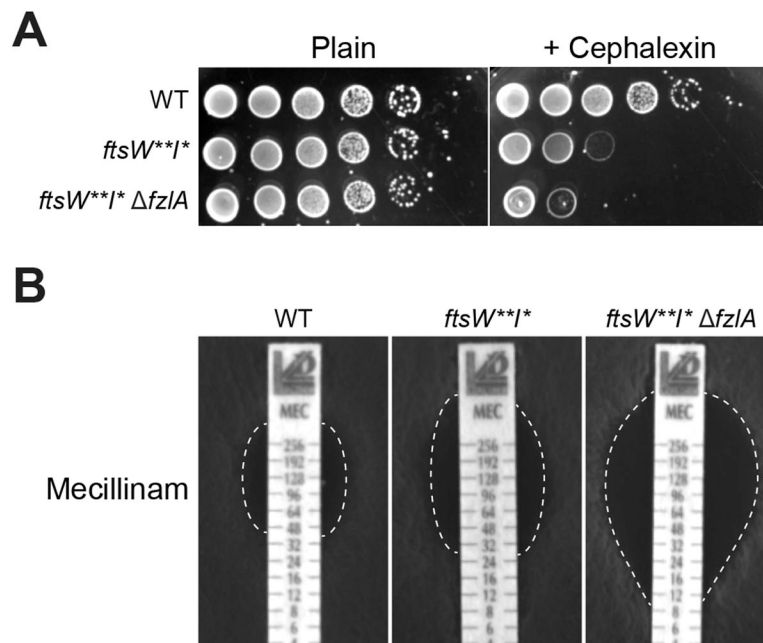 A
Plain
+ Cephalexin
WT
ftsW**I*
ftsW**I* ΔfzlA
B
WT
ftsW**I*
ftsW**I* ΔfzlA
Mecillinam
MEC
256
192
128
96
64
48
32
24
16
12
8
6
MEC
256
192
128
96
64
48
32
24
16
12
8
6
MEC
256
192
128
96
64
48
32
24
16
12
8
6